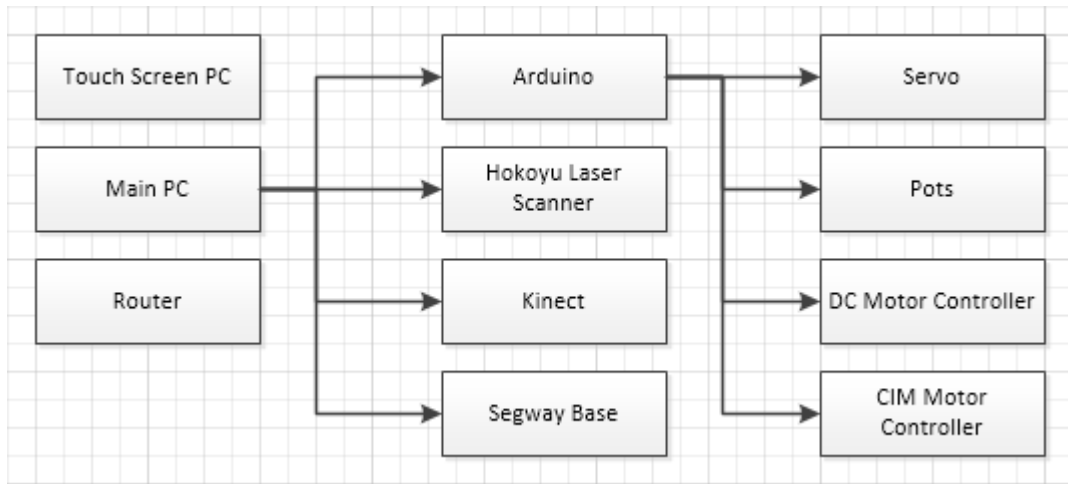 Touch Screen PC
Arduino
Servo
Main PC
Hokoyu Laser
Scanner
Pots
Router
Kinect
DC Motor Controller
Segway Base
CIM Motor
Controller